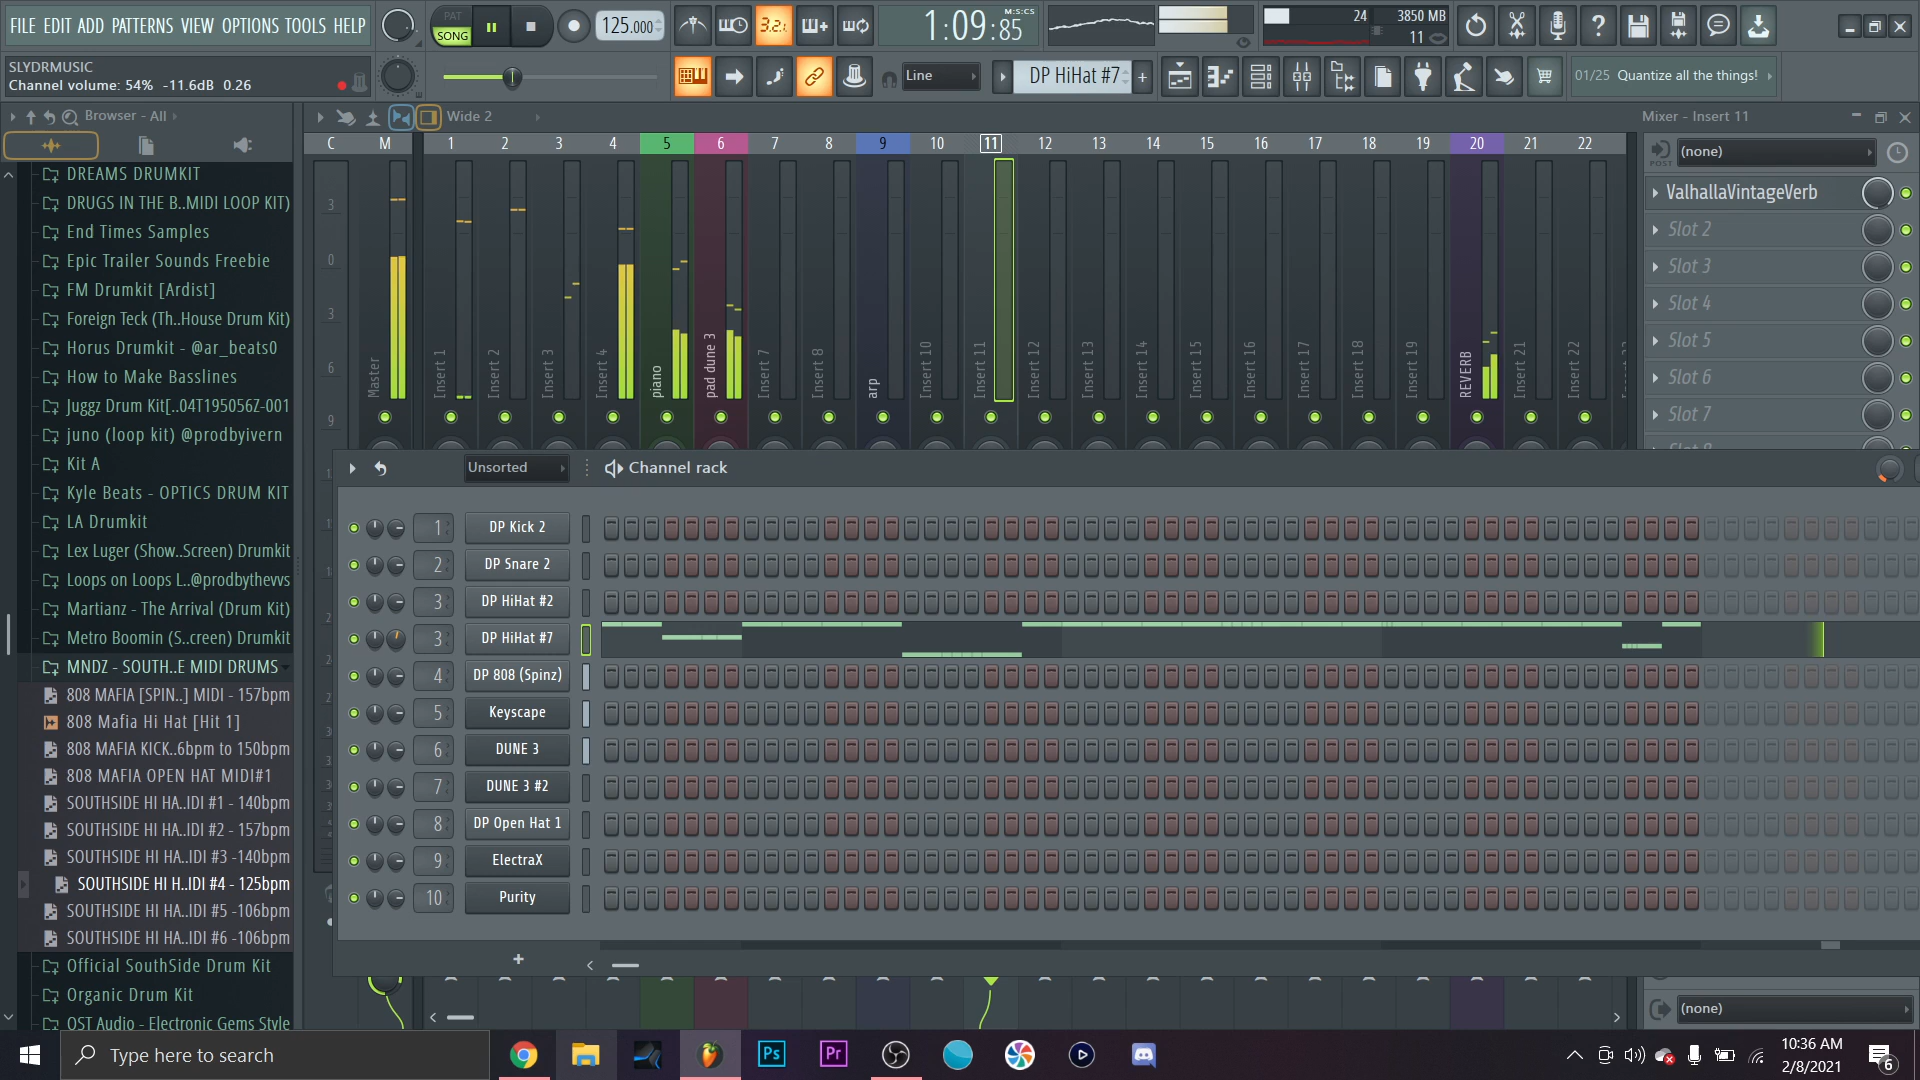 FILE EDIT ADD PATTERNS VIEW OPTIONS TOOLS HELP
PAT
SONG
125.000
3.2.
1:09:85
M:S:CS
24
3850 MB
11
SLYDRMUSIC
Channel volume: 54% -11.6dB 0.26
Line
DP HiHat #7
+
01/25 Quantize all the things!
Browser - All
Wide 2
Mixer - Insert 11
C M 1 2 3 4 5 6 7 8 9 10 11 12 13 14 15 16 17 18 19 20 21 22
POST
(none)
ValhallaVintageVerb
Slot 2
Slot 3
Slot 4
Slot 5
Slot 6
Slot 7
3
0
3
6
9
Master
Insert 1
Insert 2
Insert 3
Insert 4
piano
pad dune 3
Insert 7
Insert 8
arp
Insert 10
Insert 11
Insert 12
Insert 13
Insert 14
Insert 15
Insert 16
Insert 17
Insert 18
Insert 19
REVERB
Insert 21
Insert 22
DREAMS DRUMKIT
DRUGS IN THE B..MIDI LOOP KIT)
End Times Samples
Epic Trailer Sounds Freebie
FM Drumkit [Ardist]
Foreign Teck (Th..House Drum Kit)
Horus Drumkit - @ar_beats0
How to Make Basslines
Juggz Drum Kit[..04T195056Z-001
juno (loop kit) @prodbyivern
Kit A
Kyle Beats - OPTICS DRUM KIT
LA Drumkit
Lex Luger (Show..Screen) Drumkit
Loops on Loops L..@prodbythevvs
Martianz - The Arrival (Drum Kit)
Metro Boomin (S..creen) Drumkit
MNDZ - SOUTH..E MIDI DRUMS
808 MAFIA [SPIN..] MIDI - 157bpm
808 Mafia Hi Hat [Hit 1]
808 MAFIA KICK..6bpm to 150bpm
808 MAFIA OPEN HAT MIDI#1
SOUTHSIDE HI HA..IDI #1 - 140bpm
SOUTHSIDE HI HA..IDI #2 - 157bpm
SOUTHSIDE HI HA..IDI #3 -140bpm
SOUTHSIDE HI H..IDI #4 - 125bpm
SOUTHSIDE HI HA..IDI #5 -106bpm
SOUTHSIDE HI HA..IDI #6 -106bpm
Official SouthSide Drum Kit
Organic Drum Kit
OST Audio - Electronic Gems Style
Unsorted
Channel rack
1 DP Kick 2
2 DP Snare 2
3 DP HiHat #2
3 DP HiHat #7
4 DP 808 (Spinz)
5 Keyscape
6 DUNE 3
7 DUNE 3 #2
8 DP Open Hat 1
9 ElectraX
10 Purity
+
(none)
Type here to search
Ps
Pr
10:36 AM
2/8/2021
6